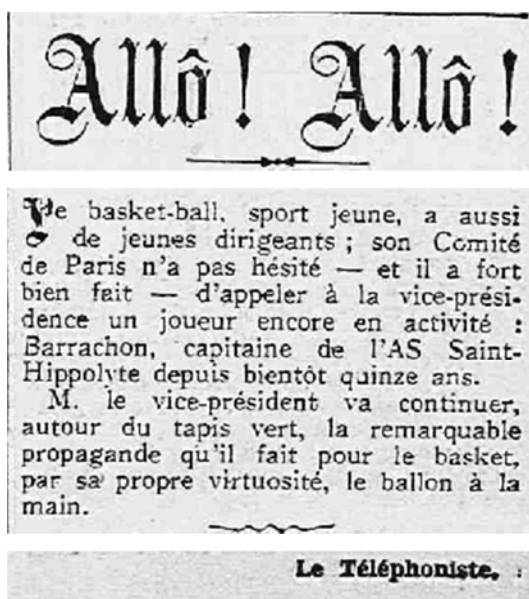 Allô ! Allô !
Le basket-ball, sport jeune, a aussi
de jeunes dirigeants ; son Comité
de Paris n'a pas hésité — et il a fort
bien fait — d'appeler à la vice-prési-
dence un joueur encore en activité :
Barrachon, capitaine de l'AS Saint-
Hippolyte depuis bientôt quinze ans.
M. le vice-président va continuer,
autour du tapis vert, la remarquable
propagande qu'il fait pour le basket,
par sa propre virtuosité, le ballon à la
main.
Le Téléphoniste.